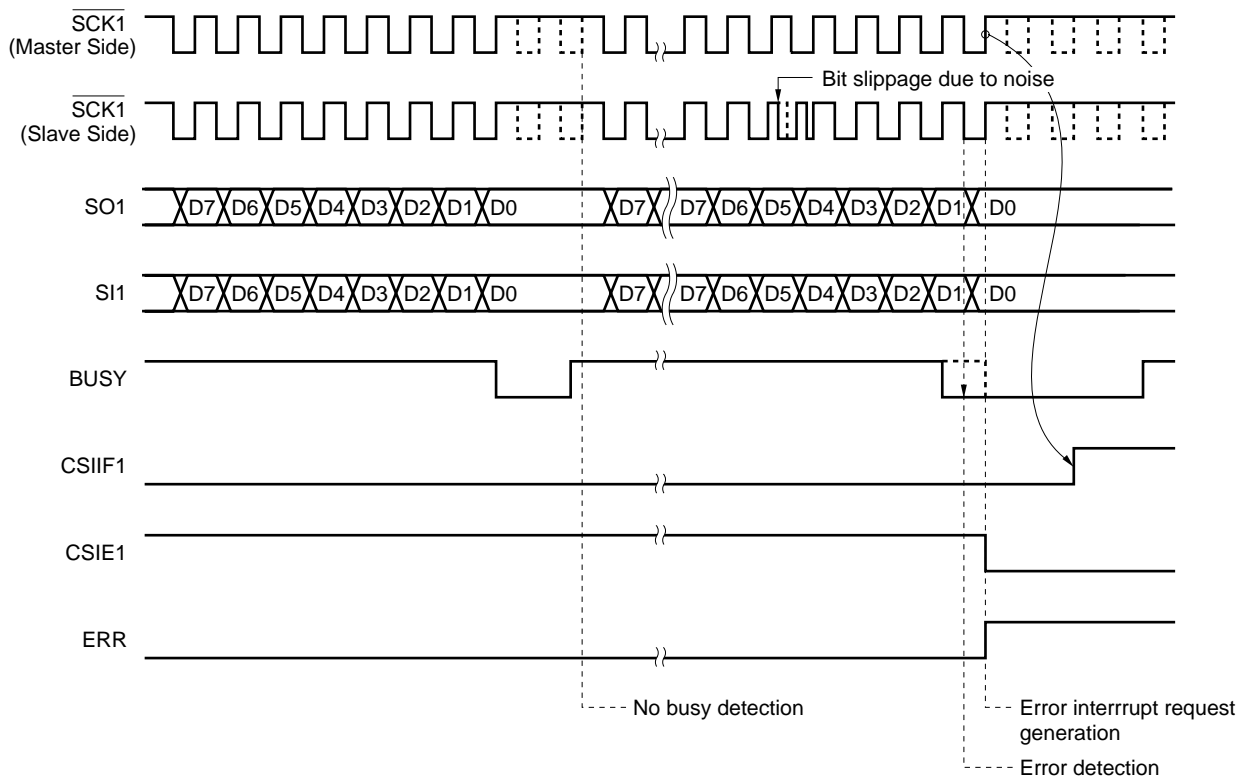 SCK1
(Master Side)
Bit slippage due to noise
SCK1
(Slave Side)
SO1
D7 D6 D5 D4 D3 D2 D1 D0 D7 D7 D6 D5 D4 D3 D2 D1 D0
SI1
D7 D6 D5 D4 D3 D2 D1 D0 D7 D7 D6 D5 D4 D3 D2 D1 D0
BUSY
CSIIF1
CSIE1
ERR
No busy detection
Error interrrupt request
generation
Error detection